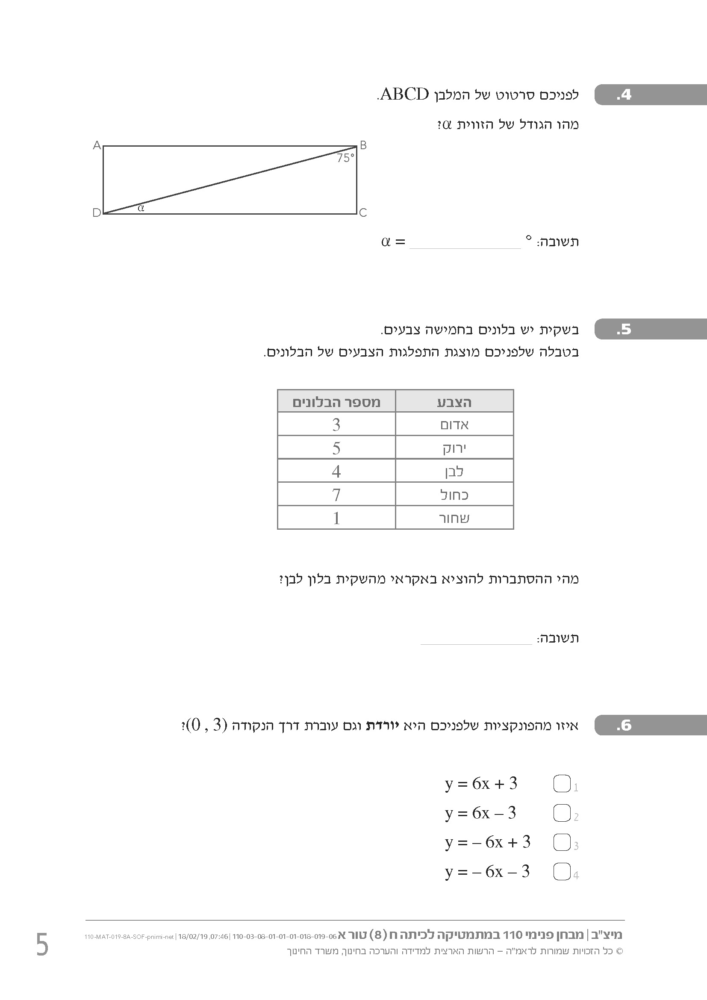 4.
לפניכם סרטוט של המלבן ABCD.
מהו הגודל של הזווית α?
A
B
75°
α
D
C
תשובה: ° ____________ = α
5.
בשקית יש בלונים בחמישה צבעים.
בטבלה שלפניכם מוצגת התפלגות הצבעים של הבלונים.
הצבע מספר הבלונים
אדום 3
ירוק 5
לבן 4
כחול 7
שחור 1
מהי ההסתברות להוציא באקראי מהשקית בלון לבן?
תשובה: ____________
6.
איזו מהפונקציות שלפניכם היא יורדת וגם עוברת דרך הנקודה (0 , 3)?
1 y = 6x + 3
2 y = 6x – 3
3 y = – 6x + 3
4 y = – 6x – 3
מיצ"ב | מבחן פנימי 110 במתמטיקה לכיתה ח (8) טור א 110-MAT-019-8A-SOF-pnimi-net | 18/02/19 ,07:46 | 110-03-08-01-01-01-018-019-06
© כל הזכויות שמורות לראמ"ה – הרשות הארצית למדידה והערכה בחינוך, משרד החינוך
5